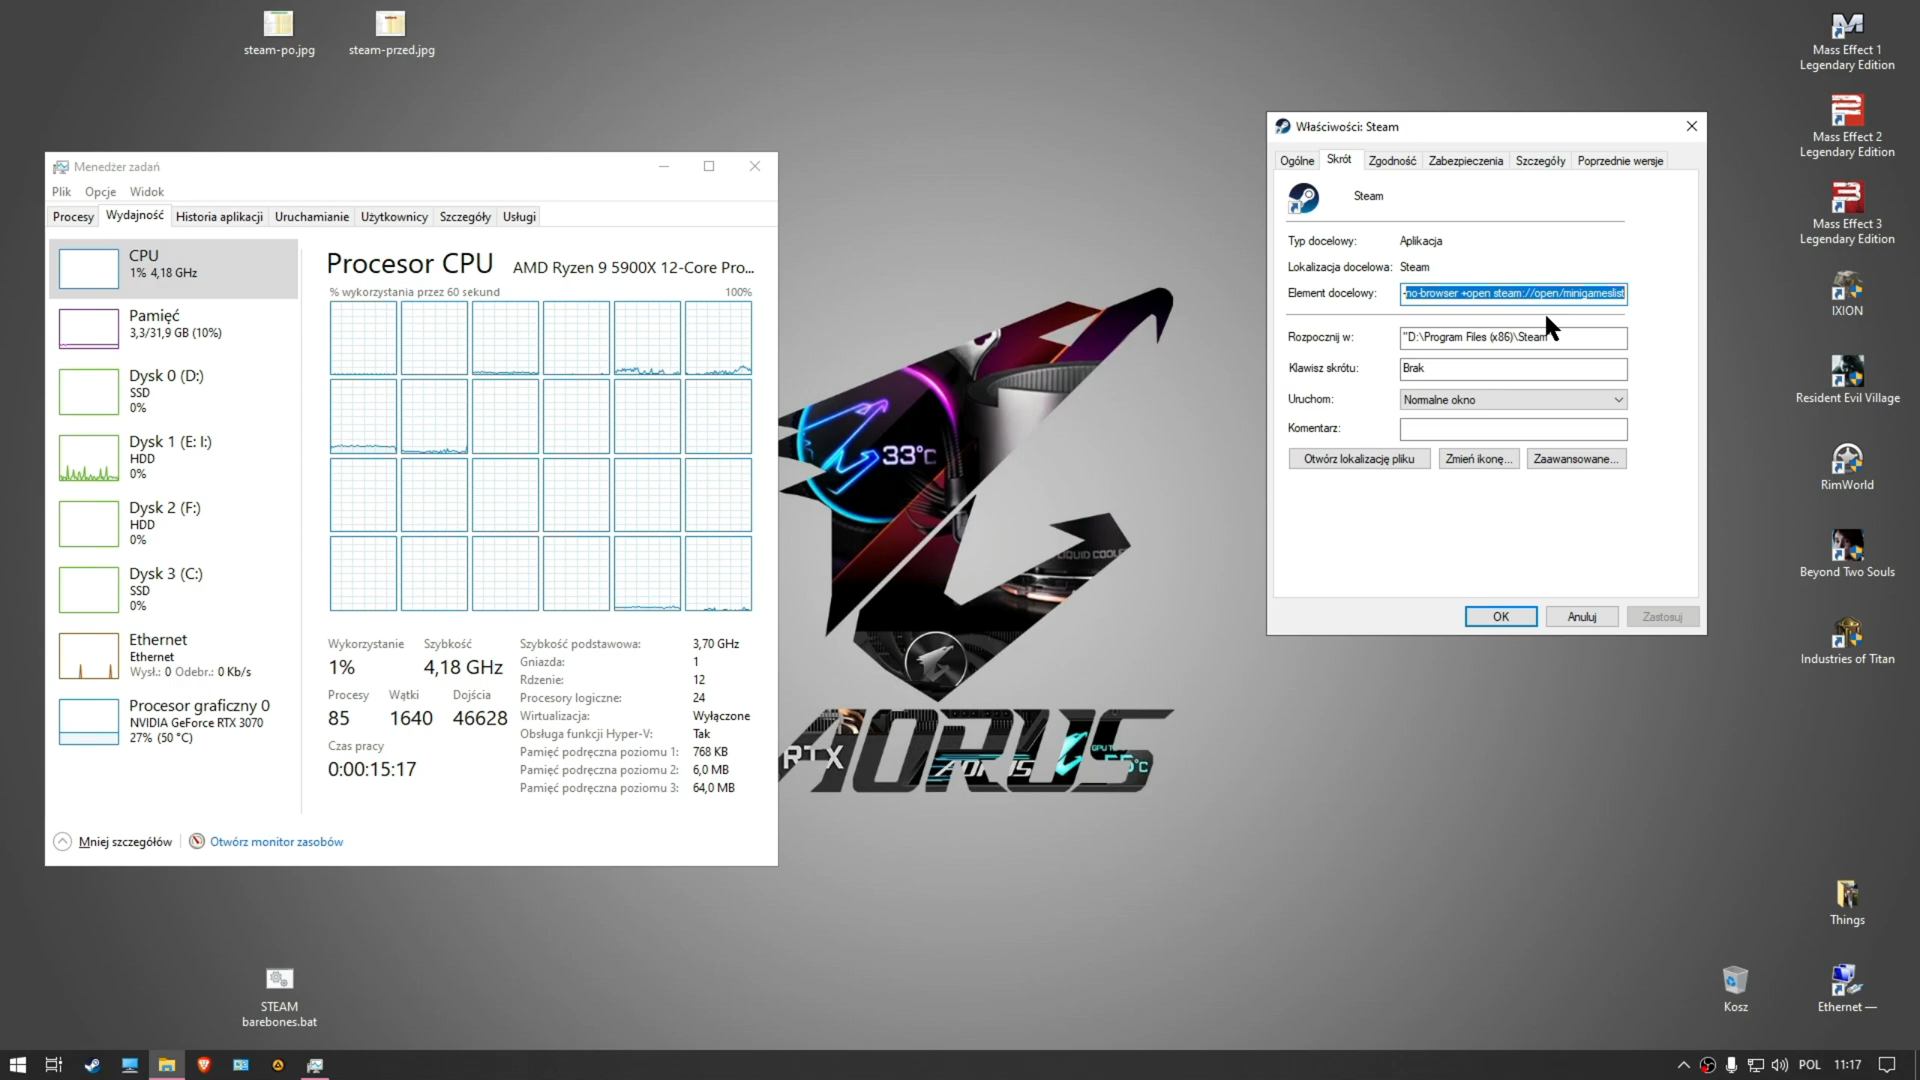 steam-po.jpg
steam-przed.jpg
Mass Effect 1
Legendary Edition
Mass Effect 2
Legendary Edition
Mass Effect 3
Legendary Edition
IXION
Resident Evil Village
RimWorld
Beyond Two Souls
Industries of Titan
Things
Kosz
Ethernet —
STEAM
barebones.bat
Menedżer zadań
Plik Opcje Widok
Procesy Wydajność Historia aplikacji Uruchamianie Użytkownicy Szczegóły Usługi
CPU
1% 4,18 GHz
Pamięć
3,3/31,9 GB (10%)
Dysk 0 (D:)
SSD
0%
Dysk 1 (E: I:)
HDD
0%
Dysk 2 (F:)
HDD
0%
Dysk 3 (C:)
SSD
0%
Ethernet
Ethernet
Wysł.: 0 Odebr.: 0 Kb/s
Procesor graficzny 0
NVIDIA GeForce RTX 3070
27% (50 °C)
Procesor CPU AMD Ryzen 9 5900X 12-Core Pro...
% wykorzystania przez 60 sekund 100%
Wykorzystanie Szybkość
1% 4,18 GHz
Procesy Wątki Dojścia
85 1640 46628
Czas pracy
0:00:15:17
Szybkość podstawowa: 3,70 GHz
Gniazda: 1
Rdzenie: 12
Procesory logiczne: 24
Wirtualizacja: Wyłączone
Obsługa funkcji Hyper-V: Tak
Pamięć podręczna poziomu 1: 768 KB
Pamięć podręczna poziomu 2: 6,0 MB
Pamięć podręczna poziomu 3: 64,0 MB
Mniej szczegółów Otwórz monitor zasobów
33°c
LIQUID COOLE
RTX
AORUS
Właściwości: Steam
Ogólne Skrót Zgodność Zabezpieczenia Szczegóły Poprzednie wersje
Steam
Typ docelowy: Aplikacja
Lokalizacja docelowa: Steam
Element docelowy: -no-browser +open steam://open/minigameslist
Rozpocznij w: "D:\Program Files (x86)\Steam"
Klawisz skrótu: Brak
Uruchom: Normalne okno
Komentarz:
Otwórz lokalizację pliku Zmień ikonę... Zaawansowane...
OK Anuluj Zastosuj
POL 11:17